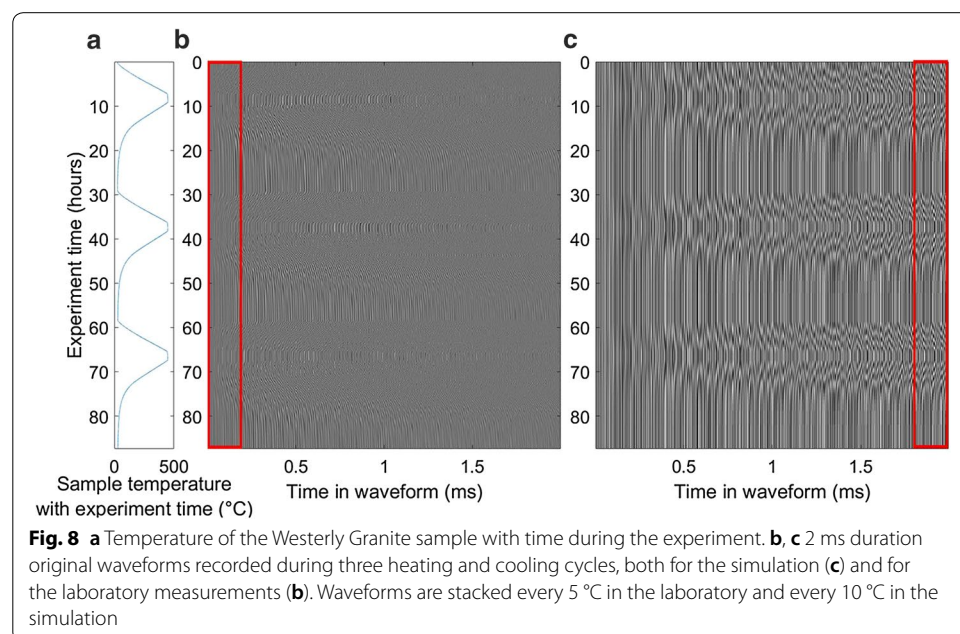 a
b
c
0
10
20
30
40
50
60
70
80
Experiment time (hours)
0 500
Sample temperature
with experiment time (°C)
0
10
20
30
40
50
60
70
80
0.5 1 1.5
Time in waveform (ms)
0
10
20
30
40
50
60
70
80
0.5 1 1.5
Time in waveform (ms)
Fig. 8 a Temperature of the Westerly Granite sample with time during the experiment. b, c 2 ms duration
original waveforms recorded during three heating and cooling cycles, both for the simulation (c) and for
the laboratory measurements (b). Waveforms are stacked every 5 °C in the laboratory and every 10 °C in the
simulation